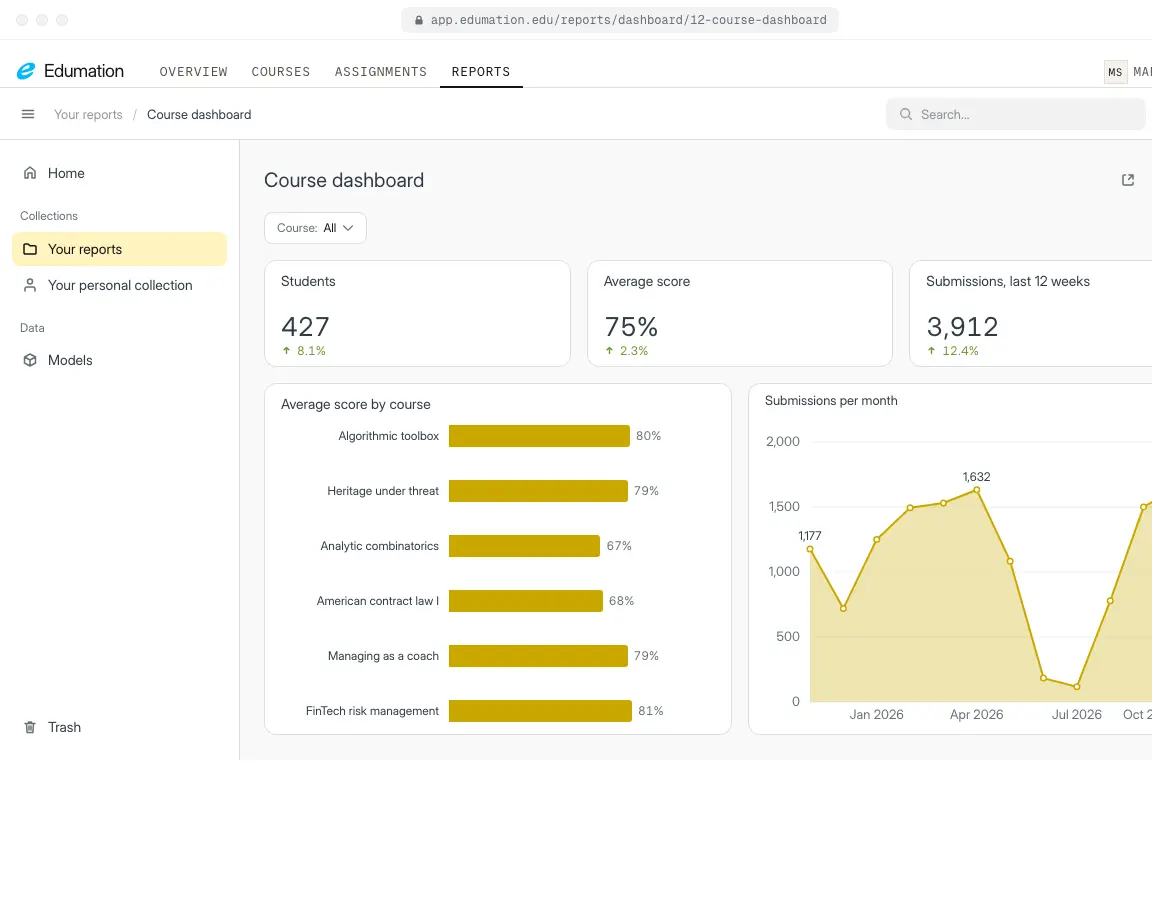 app.edumation.edu/reports/dashboard/12-course-dashboard
Edumation
OVERVIEW
COURSES
ASSIGNMENTS
REPORTS
MS
Your reports / Course dashboard
Search...
Home
Collections
Your reports
Your personal collection
Data
Models
Trash
Course dashboard
Course: All
Students
427
↑ 8.1%
Average score
75%
↑ 2.3%
Submissions, last 12 weeks
3,912
↑ 12.4%
Average score by course
Algorithmic toolbox 80%
Heritage under threat 79%
Analytic combinatorics 67%
American contract law I 68%
Managing as a coach 79%
FinTech risk management 81%
Submissions per month
2,000
1,500
1,000
500
0
1,177
1,632
Jan 2026
Apr 2026
Jul 2026
Oct